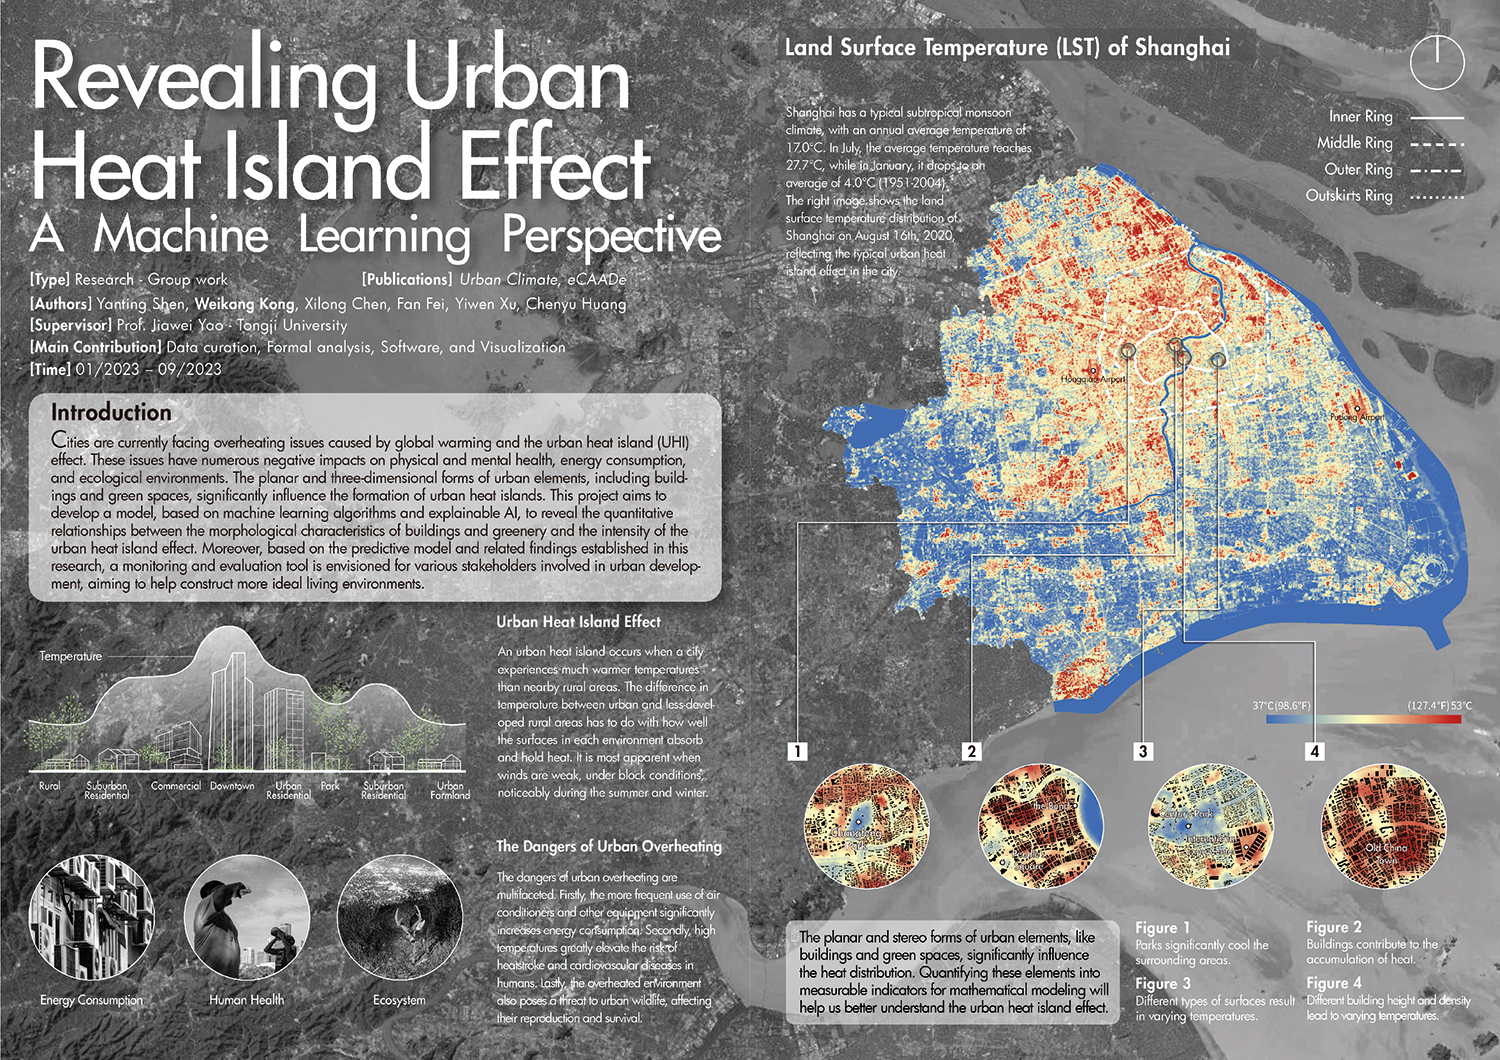 Revealing Urban
Heat Island Effect
A Machine Learning Perspective
[Type] Research - Group work
[Publications] Urban Climate, eCAADe
[Authors] Yanting Shen, Weikang Kong, Xilong Chen, Fan Fei, Yiwen Xu, Chenyu Huang
[Supervisor] Prof. Jiawei Yao - Tongji University
[Main Contribution] Data curation, Formal analysis, Software, and Visualization
[Time] 01/2023 – 09/2023
Introduction
Cities are currently facing overheating issues caused by global warming and the urban heat island (UHI)
effect. These issues have numerous negative impacts on physical and mental health, energy consumption,
and ecological environments. The planar and three-dimensional forms of urban elements, including build-
ings and green spaces, significantly influence the formation of urban heat islands. This project aims to
develop a model, based on machine learning algorithms and explainable AI, to reveal the quantitative
relationships between the morphological characteristics of buildings and greenery and the intensity of the
urban heat island effect. Moreover, based on the predictive model and related findings established in this
research, a monitoring and evaluation tool is envisioned for various stakeholders involved in urban develop-
ment, aiming to help construct more ideal living environments.
Temperature
Rural
Suburban
Residential
Commercial
Downtown
Urban
Residential
Park
Suburban
Residential
Urban
Farmland
Urban Heat Island Effect
An urban heat island occurs when a city
experiences much warmer temperatures
than nearby rural areas. The difference in
temperature between urban and less-devel-
oped rural areas has to do with how well
the surfaces in each environment absorb
and hold heat. It is most apparent when
winds are weak, under block conditions,
noticeably during the summer and winter.
Energy Consumption
Human Health
Ecosystem
The Dangers of Urban Overheating
The dangers of urban overheating are
multifaceted. Firstly, the more frequent use of air
conditioners and other equipment significantly
increases energy consumption. Secondly, high
temperatures greatly elevate the risk of
heatstroke and cardiovascular diseases in
humans. Lastly, the overheated environment
also poses a threat to urban wildlife, affecting
their reproduction and survival.
Land Surface Temperature (LST) of Shanghai
Shanghai has a typical subtropical monsoon
climate, with an annual average temperature of
17.0°C. In July, the average temperature reaches
27.7°C, while in January, it drops to an
average of 4.0°C (1951-2004).
The right image shows the land
surface temperature distribution of
Shanghai on August 16th, 2020,
reflecting the typical urban heat
island effect in the city.
Inner Ring
Middle Ring
Outer Ring
Outskirts Ring
Hongqiao Airport
Pudong Airport
37°C(98.6°F)
(127.4°F)53°C
1
2
3
4
The Bund
Century Park
Old China
Town
The planar and stereo forms of urban elements, like
buildings and green spaces, significantly influence
the heat distribution. Quantifying these elements into
measurable indicators for mathematical modeling will
help us better understand the urban heat island effect.
Figure 1
Parks significantly cool the
surrounding areas.
Figure 2
Buildings contribute to the
accumulation of heat.
Figure 3
Different types of surfaces result
in varying temperatures.
Figure 4
Different building height and density
lead to varying temperatures.